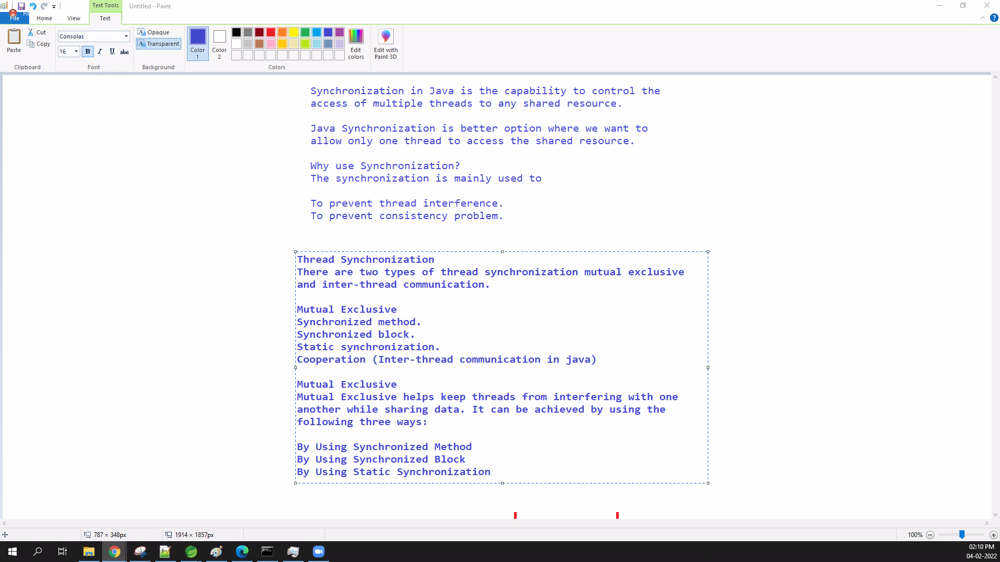 Text Tools
Untitled - Paint
File
Home
View
Text
Paste
Cut
Copy
Clipboard
Consolas
16
B
I
U
abc
Font
Opaque
Transparent
Background
Color 1
Color 2
Edit colors
Colors
Edit with Paint 3D
Synchronization in Java is the capability to control the
access of multiple threads to any shared resource.
Java Synchronization is better option where we want to
allow only one thread to access the shared resource.
Why use Synchronization?
The synchronization is mainly used to
To prevent thread interference.
To prevent consistency problem.
Thread Synchronization
There are two types of thread synchronization mutual exclusive
and inter-thread communication.
Mutual Exclusive
Synchronized method.
Synchronized block.
Static synchronization.
Cooperation (Inter-thread communication in java)
Mutual Exclusive
Mutual Exclusive helps keep threads from interfering with one
another while sharing data. It can be achieved by using the
following three ways:
By Using Synchronized Method
By Using Synchronized Block
By Using Static Synchronization
787 × 348px
1914 × 1857px
100%
02:10 PM
04-02-2022